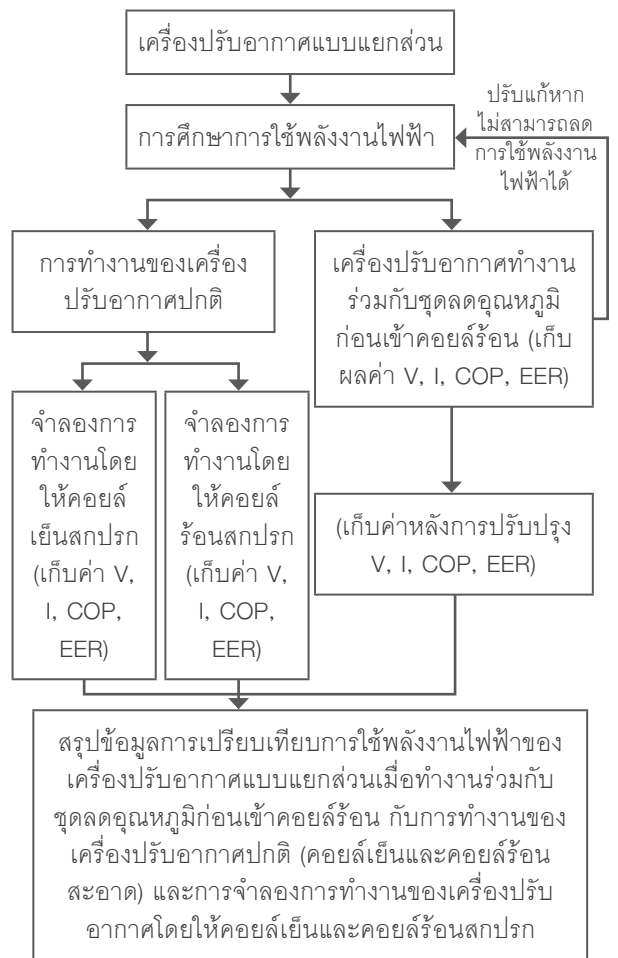 เครื่องปรับอากาศแบบแยกส่วน
การศึกษาการใช้พลังงานไฟฟ้า
ปรับแก้หาก
ไม่สามารถลด
การใช้พลังงาน
ไฟฟ้าได้
การทำงานของเครื่อง
ปรับอากาศปกติ
เครื่องปรับอากาศทำงาน
ร่วมกับชุดลดอุณหภูมิ
ก่อนเข้าคอยล์ร้อน (เก็บ
ผลค่า V, I, COP, EER)
จำลองการ
ทำงานโดย
ให้คอยล์
เย็นสกปรก
(เก็บค่า V,
I, COP,
EER)
จำลองการ
ทำงานโดย
ให้คอยล์
ร้อนสกปรก
(เก็บค่า V,
I, COP,
EER)
(เก็บค่าหลังการปรับปรุง
V, I, COP, EER)
สรุปข้อมูลการเปรียบเทียบการใช้พลังงานไฟฟ้าของ
เครื่องปรับอากาศแบบแยกส่วนเมื่อทำงานร่วมกับ
ชุดลดอุณหภูมิก่อนเข้าคอยล์ร้อน กับการทำงานของ
เครื่องปรับอากาศปกติ (คอยล์เย็นและคอยล์ร้อน
สะอาด) และการจำลองการทำงานของเครื่องปรับ
อากาศโดยให้คอยล์เย็นและคอยล์ร้อนสกปรก